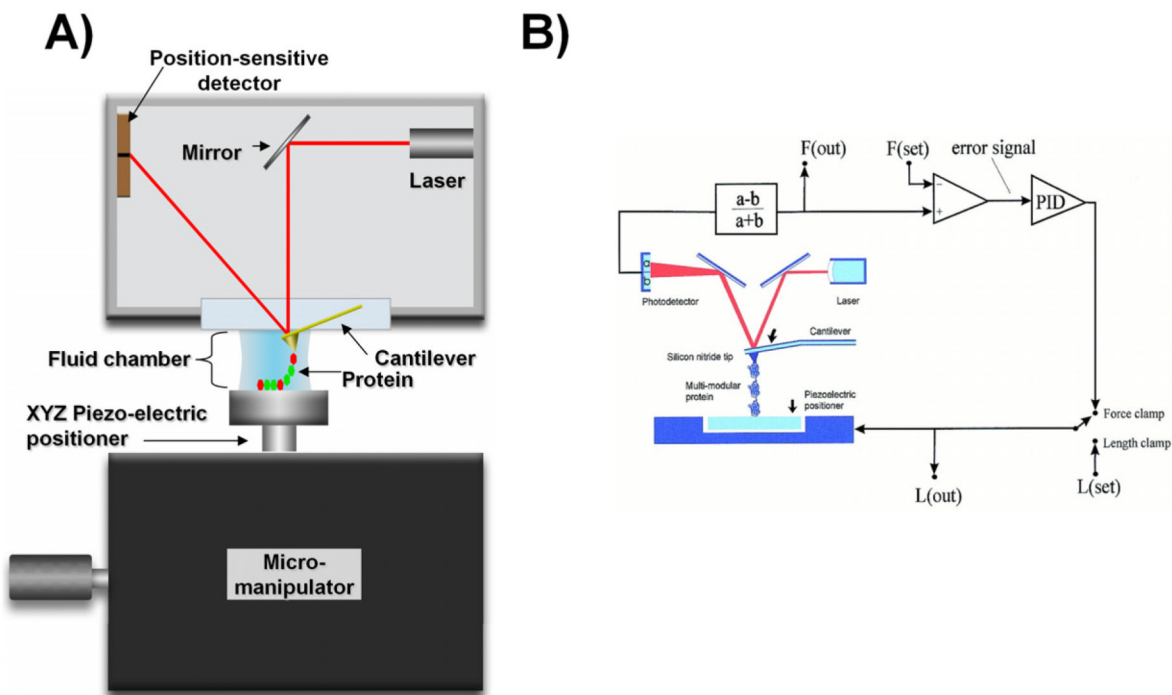 A)
Position-sensitive
detector
Mirror
Laser
Fluid chamber
Cantilever
Protein
XYZ Piezo-electric
positioner
Micro-
manipulator
B)
F(out)
F(set)
error signal
a-b
a+b
−
+
PID
a
b
Photodetector
Laser
Cantilever
Silicon nitride tip
Multi-modular
protein
Piezoelectric
positioner
Force clamp
Length clamp
L(out)
L(set)